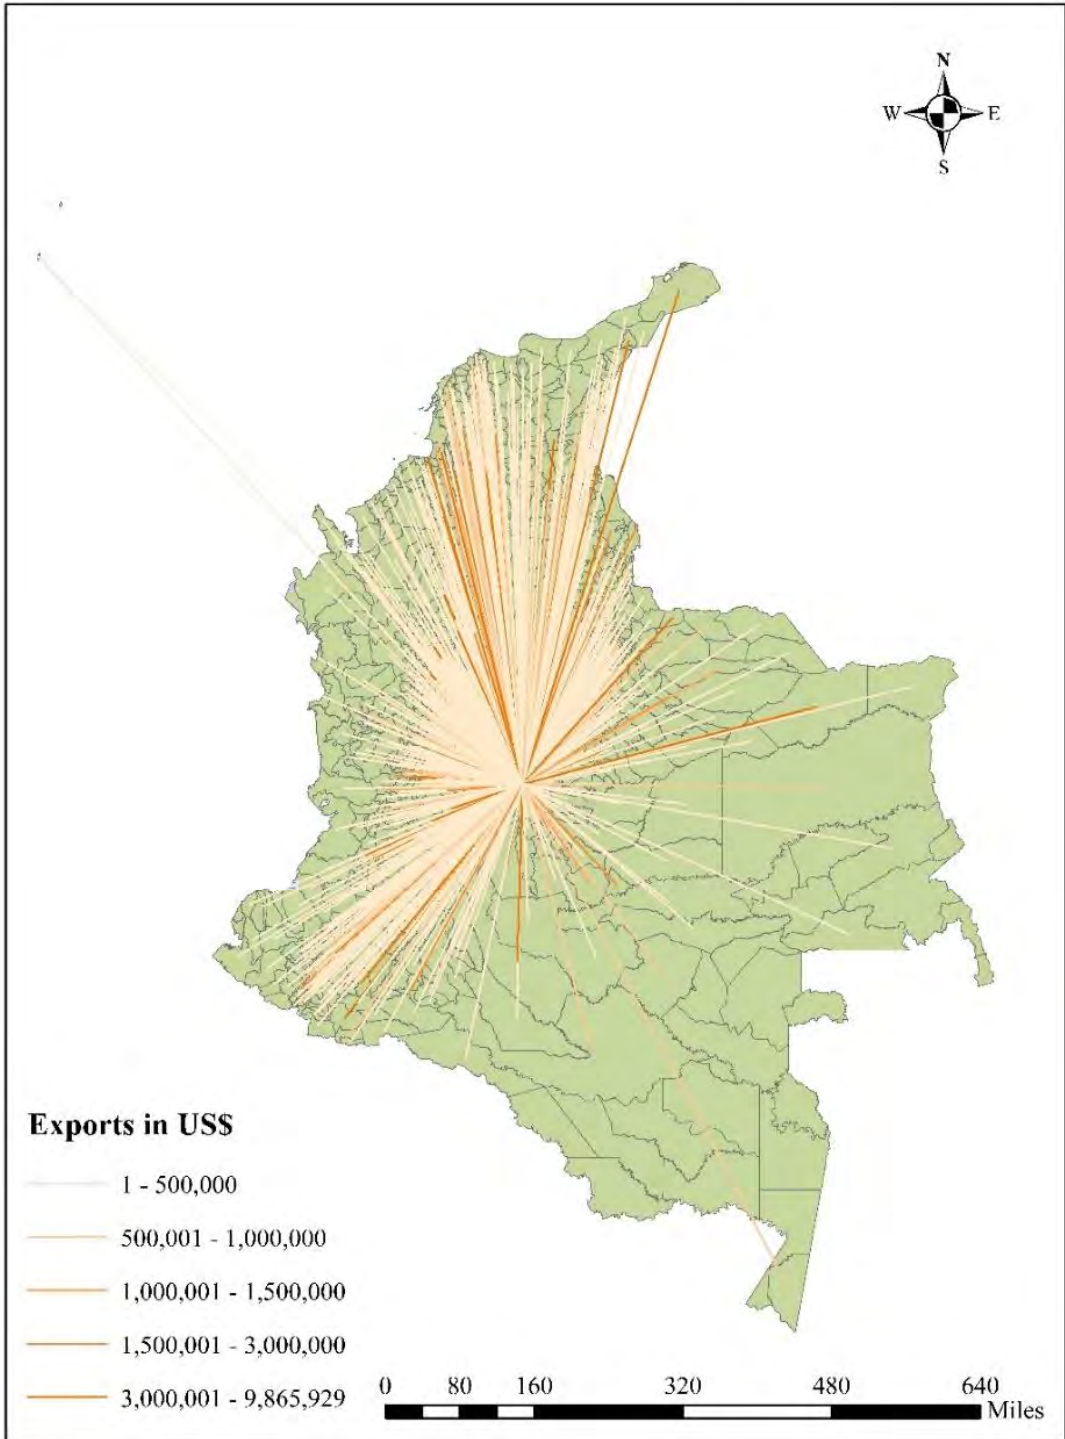 N
W E
S
Exports in US$
1 - 500,000
500,001 - 1,000,000
1,000,001 - 1,500,000
1,500,001 - 3,000,000
3,000,001 - 9,865,929
0 80 160 320 480 640
Miles